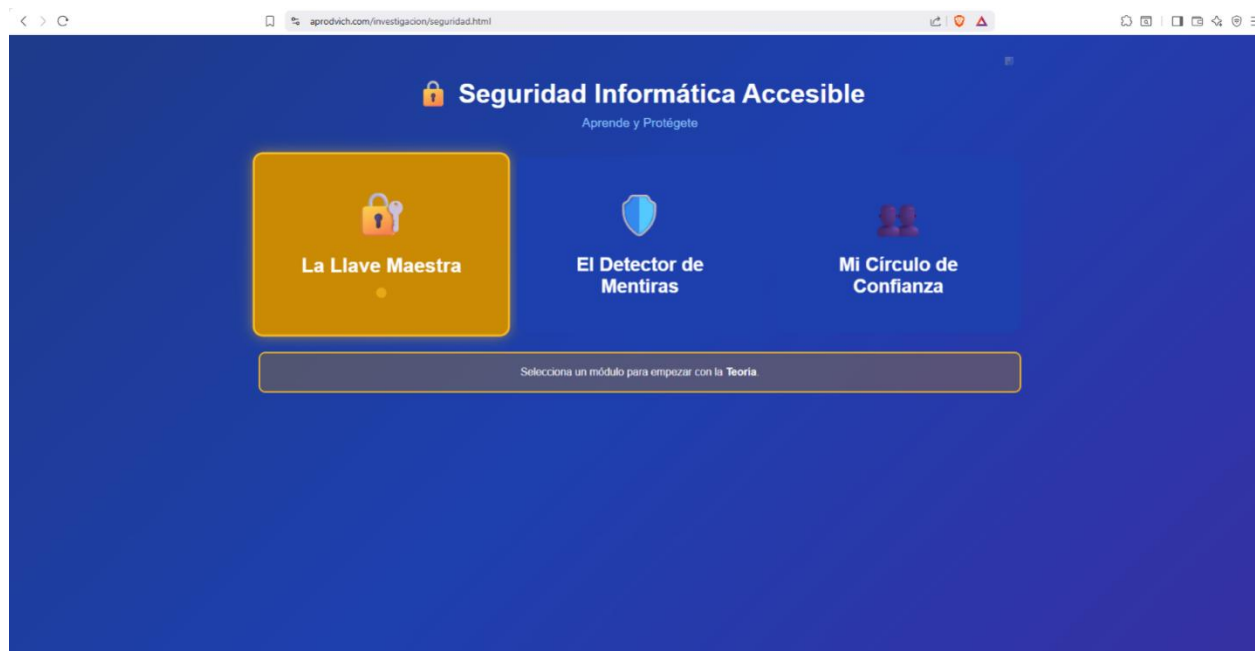 aprodvich.com/investigacion/seguridad.html
Seguridad Informática Accesible
Aprende y Protégete
La Llave Maestra
El Detector de
Mentiras
Mi Círculo de
Confianza
Selecciona un módulo para empezar con la Teoría.